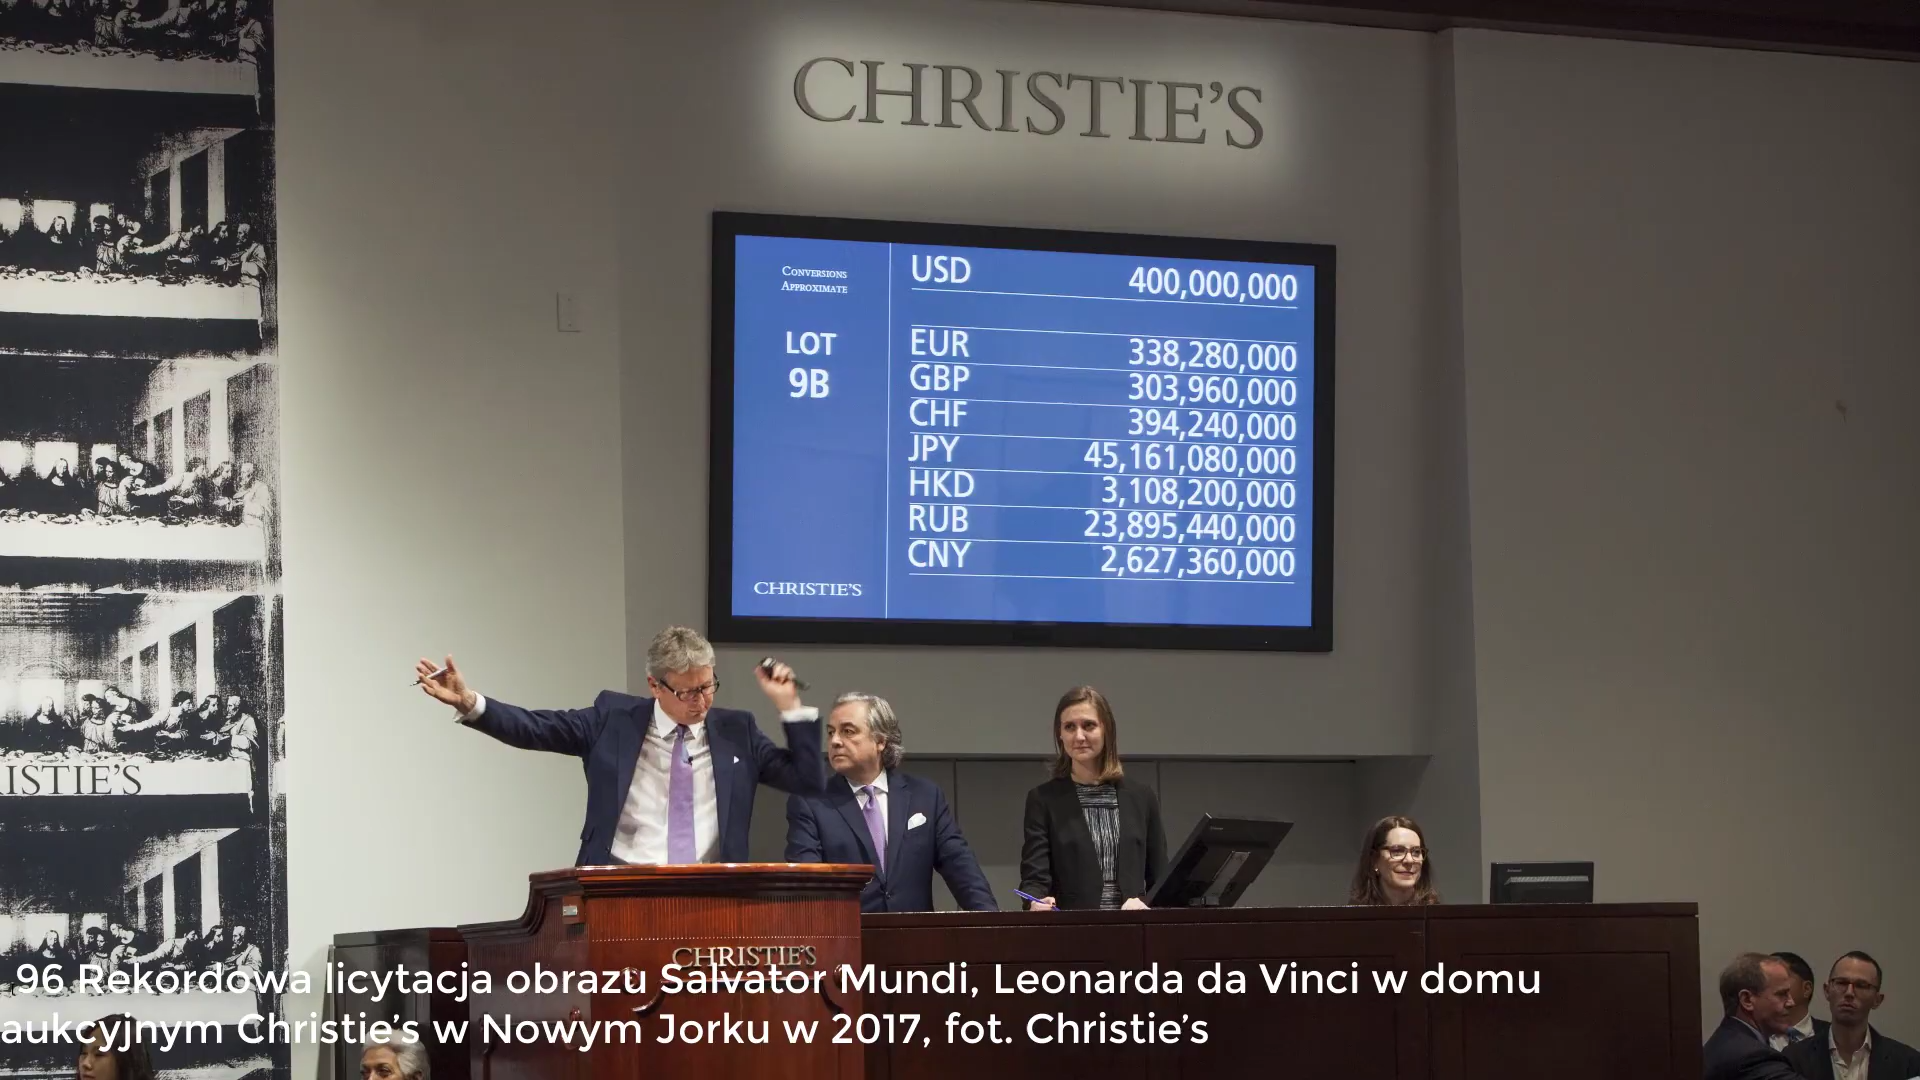 CHRISTIE'S
CONVERSIONS
APPROXIMATE
LOT
9B
CHRISTIE'S
USD 400,000,000
EUR 338,280,000
GBP 303,960,000
CHF 394,240,000
JPY 45,161,080,000
HKD 3,108,200,000
RUB 23,895,440,000
CNY 2,627,360,000
RISTIE'S
CHRISTIE'S
96 Rekordowa licytacja obrazu Salvator Mundi, Leonarda da Vinci w domu
aukcyjnym Christie's w Nowym Jorku w 2017, fot. Christie's